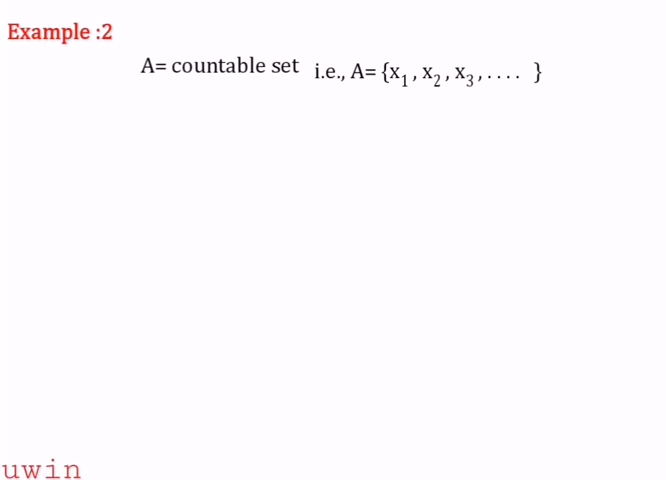 Example :2
A= countable set i.e., A= {x₁ , x₂ , x₃ , . . . . }
uwin